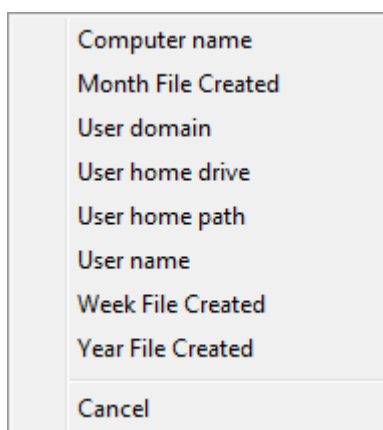 Computer name
Month File Created
User domain
User home drive
User home path
User name
Week File Created
Year File Created
Cancel